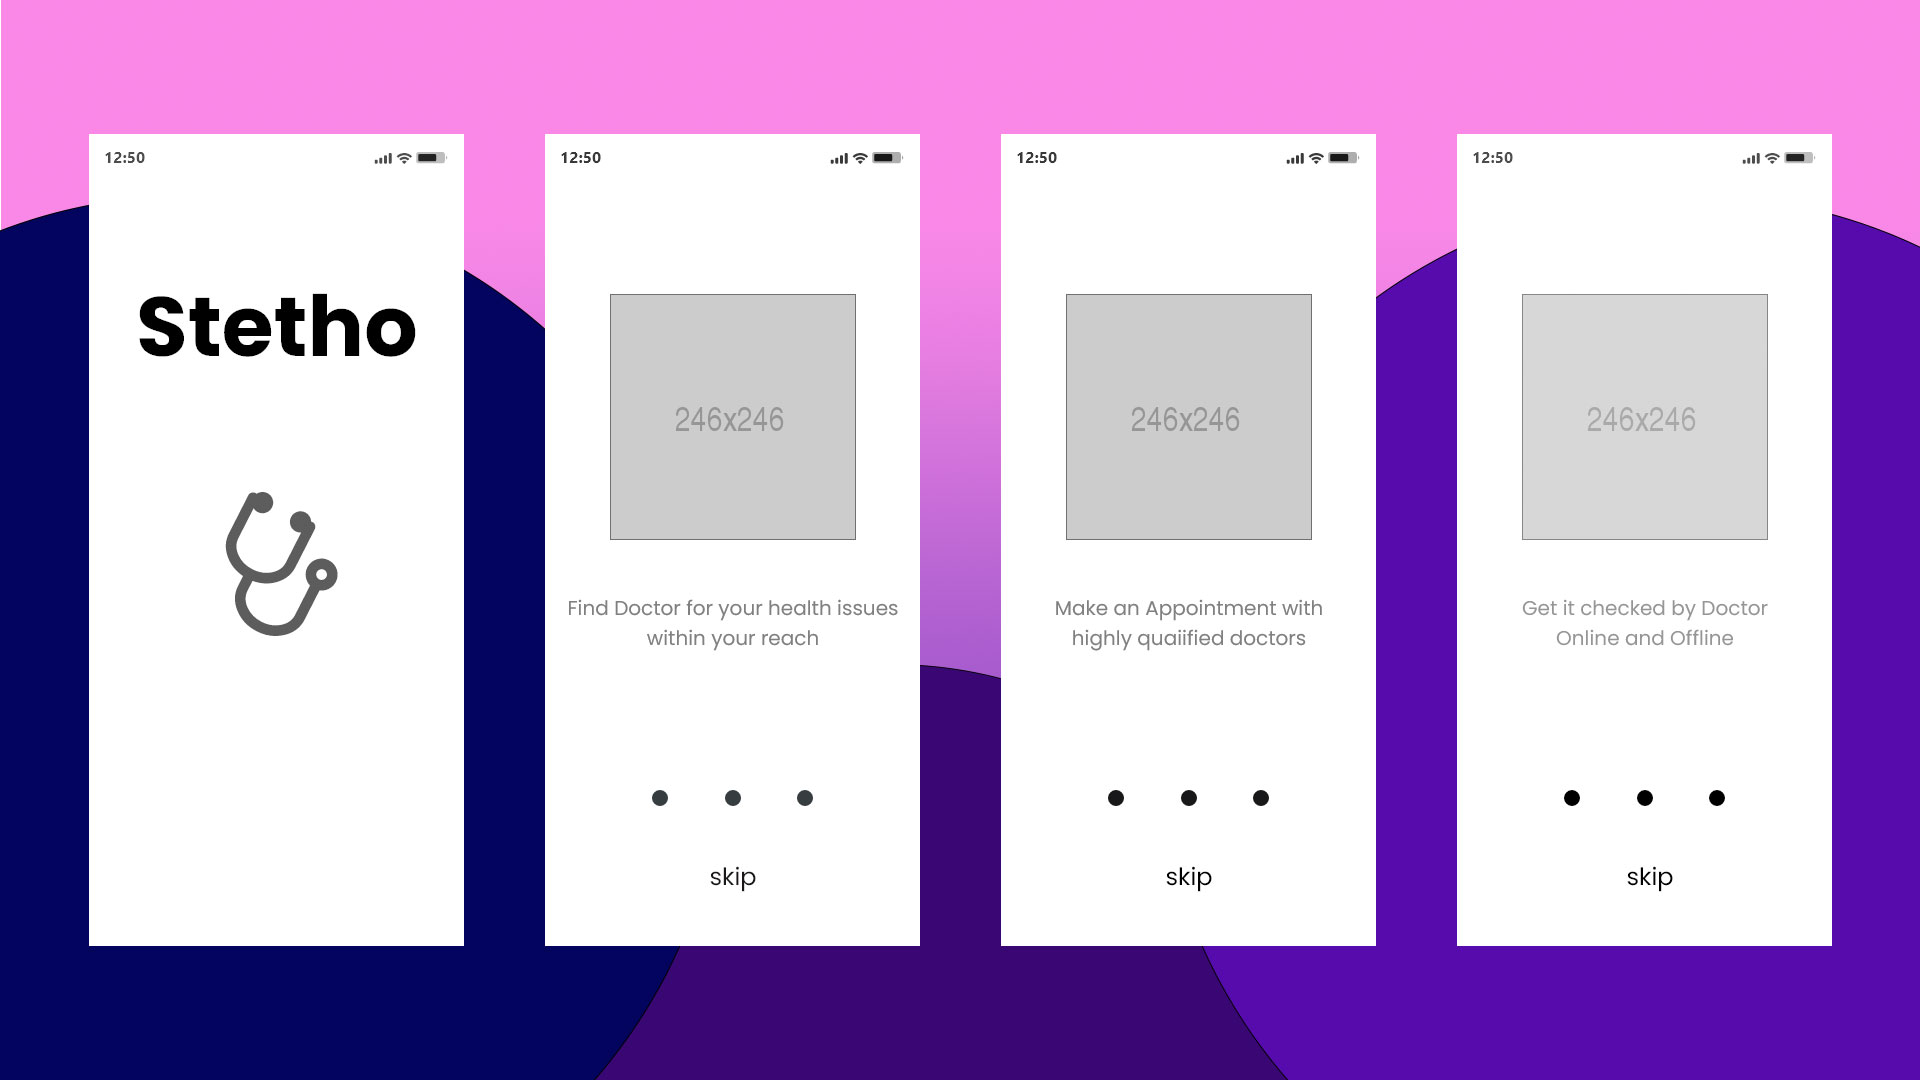 12:50
Stetho
12:50
246x246
Find Doctor for your health issues
within your reach
skip
12:50
246x246
Make an Appointment with
highly quaiified doctors
skip
12:50
246x246
Get it checked by Doctor
Online and Offline
skip